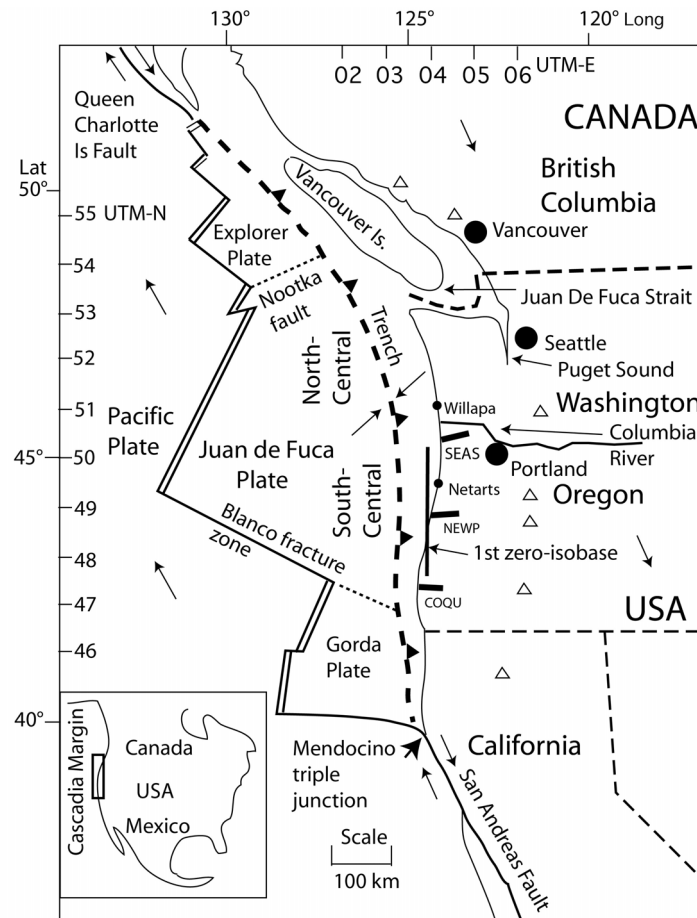 130°
125°
120° Long
02 03 04 05 06 UTM-E
Queen
Charlotte
Is Fault
CANADA
British
Columbia
Lat
50°
55 UTM-N
Vancouver Is.
Vancouver
Explorer
Plate
54
Nootka
fault
Juan De Fuca Strait
53
Trench
Seattle
52
Puget Sound
North-
Central
51
Willapa
Washington
Pacific
Plate
Columbia
River
45°
50
Juan de Fuca
Plate
SEAS
Portland
South-
Central
Netarts
Oregon
49
Blanco fracture
zone
NEWP
48
1st zero-isobase
47
COQU
USA
46
Gorda
Plate
40°
Mendocino
triple
junction
California
San Andreas Fault
Cascadia Margin
Canada
USA
Mexico
Scale
100 km